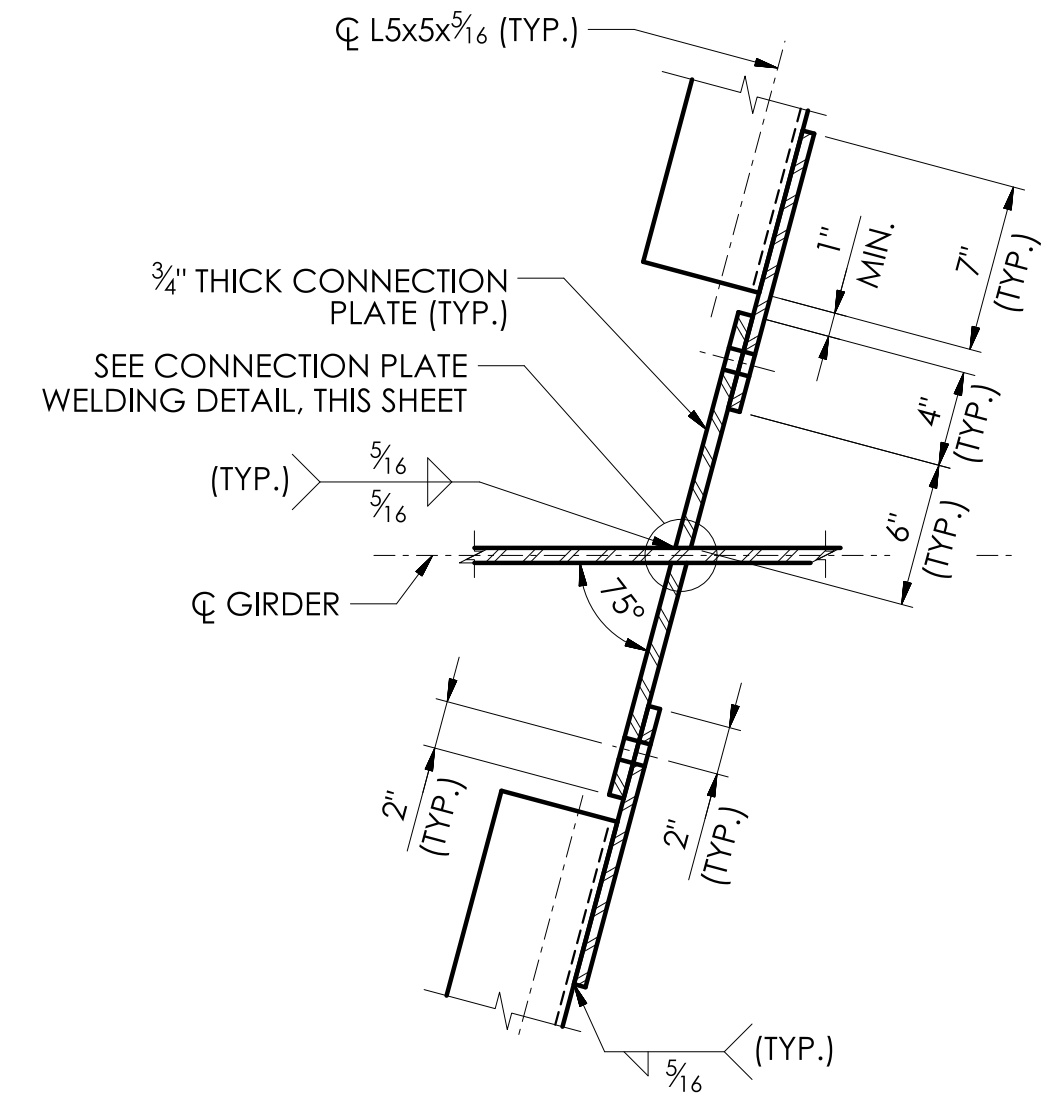 ℄ L5x5x5⁄16 (TYP.)
1"
MIN.
7"
(TYP.)
3⁄4" THICK CONNECTION
PLATE (TYP.)
SEE CONNECTION PLATE
WELDING DETAIL, THIS SHEET
4"
(TYP.)
(TYP.)
5⁄16
5⁄16
6"
(TYP.)
℄ GIRDER
75°
2"
(TYP.)
2"
(TYP.)
(TYP.)
5⁄16